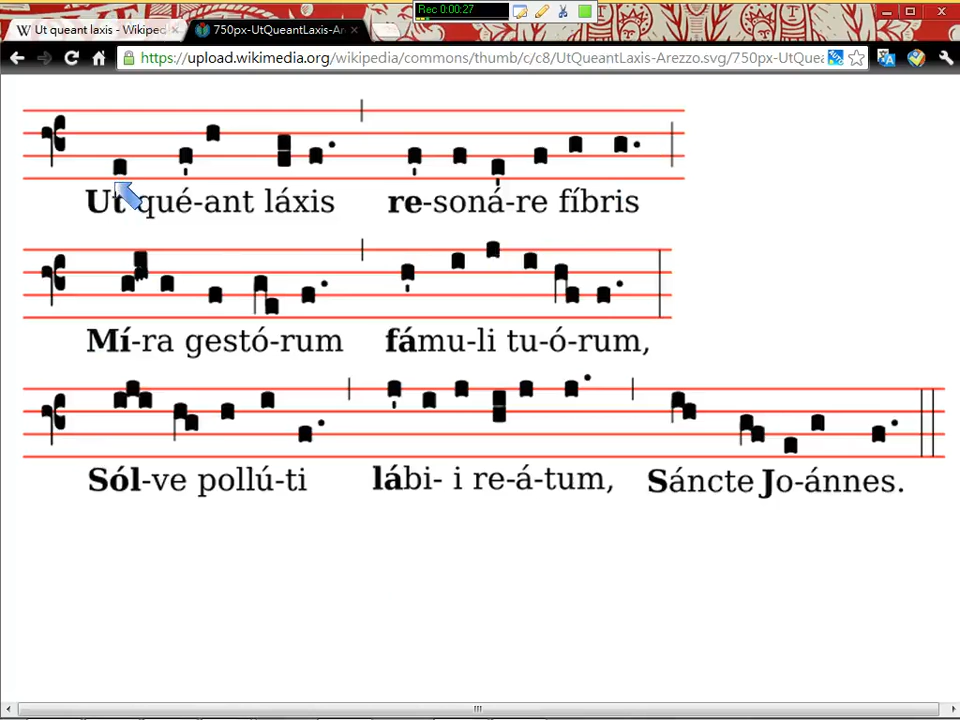 Rec 0:00:27
Ut queant laxis - Wikiped
750px-UtQueantLaxis-Are
https://upload.wikimedia.org/wikipedia/commons/thumb/c/c8/UtQueantLaxis-Arezzo.svg/750px-UtQuea
Ut qué-ant láxis re-soná-re fíbris
Mí-ra gestó-rum fámu-li tu-ó-rum,
Sól-ve pollú-ti lábi- i re-á-tum, Sáncte Jo-ánnes.